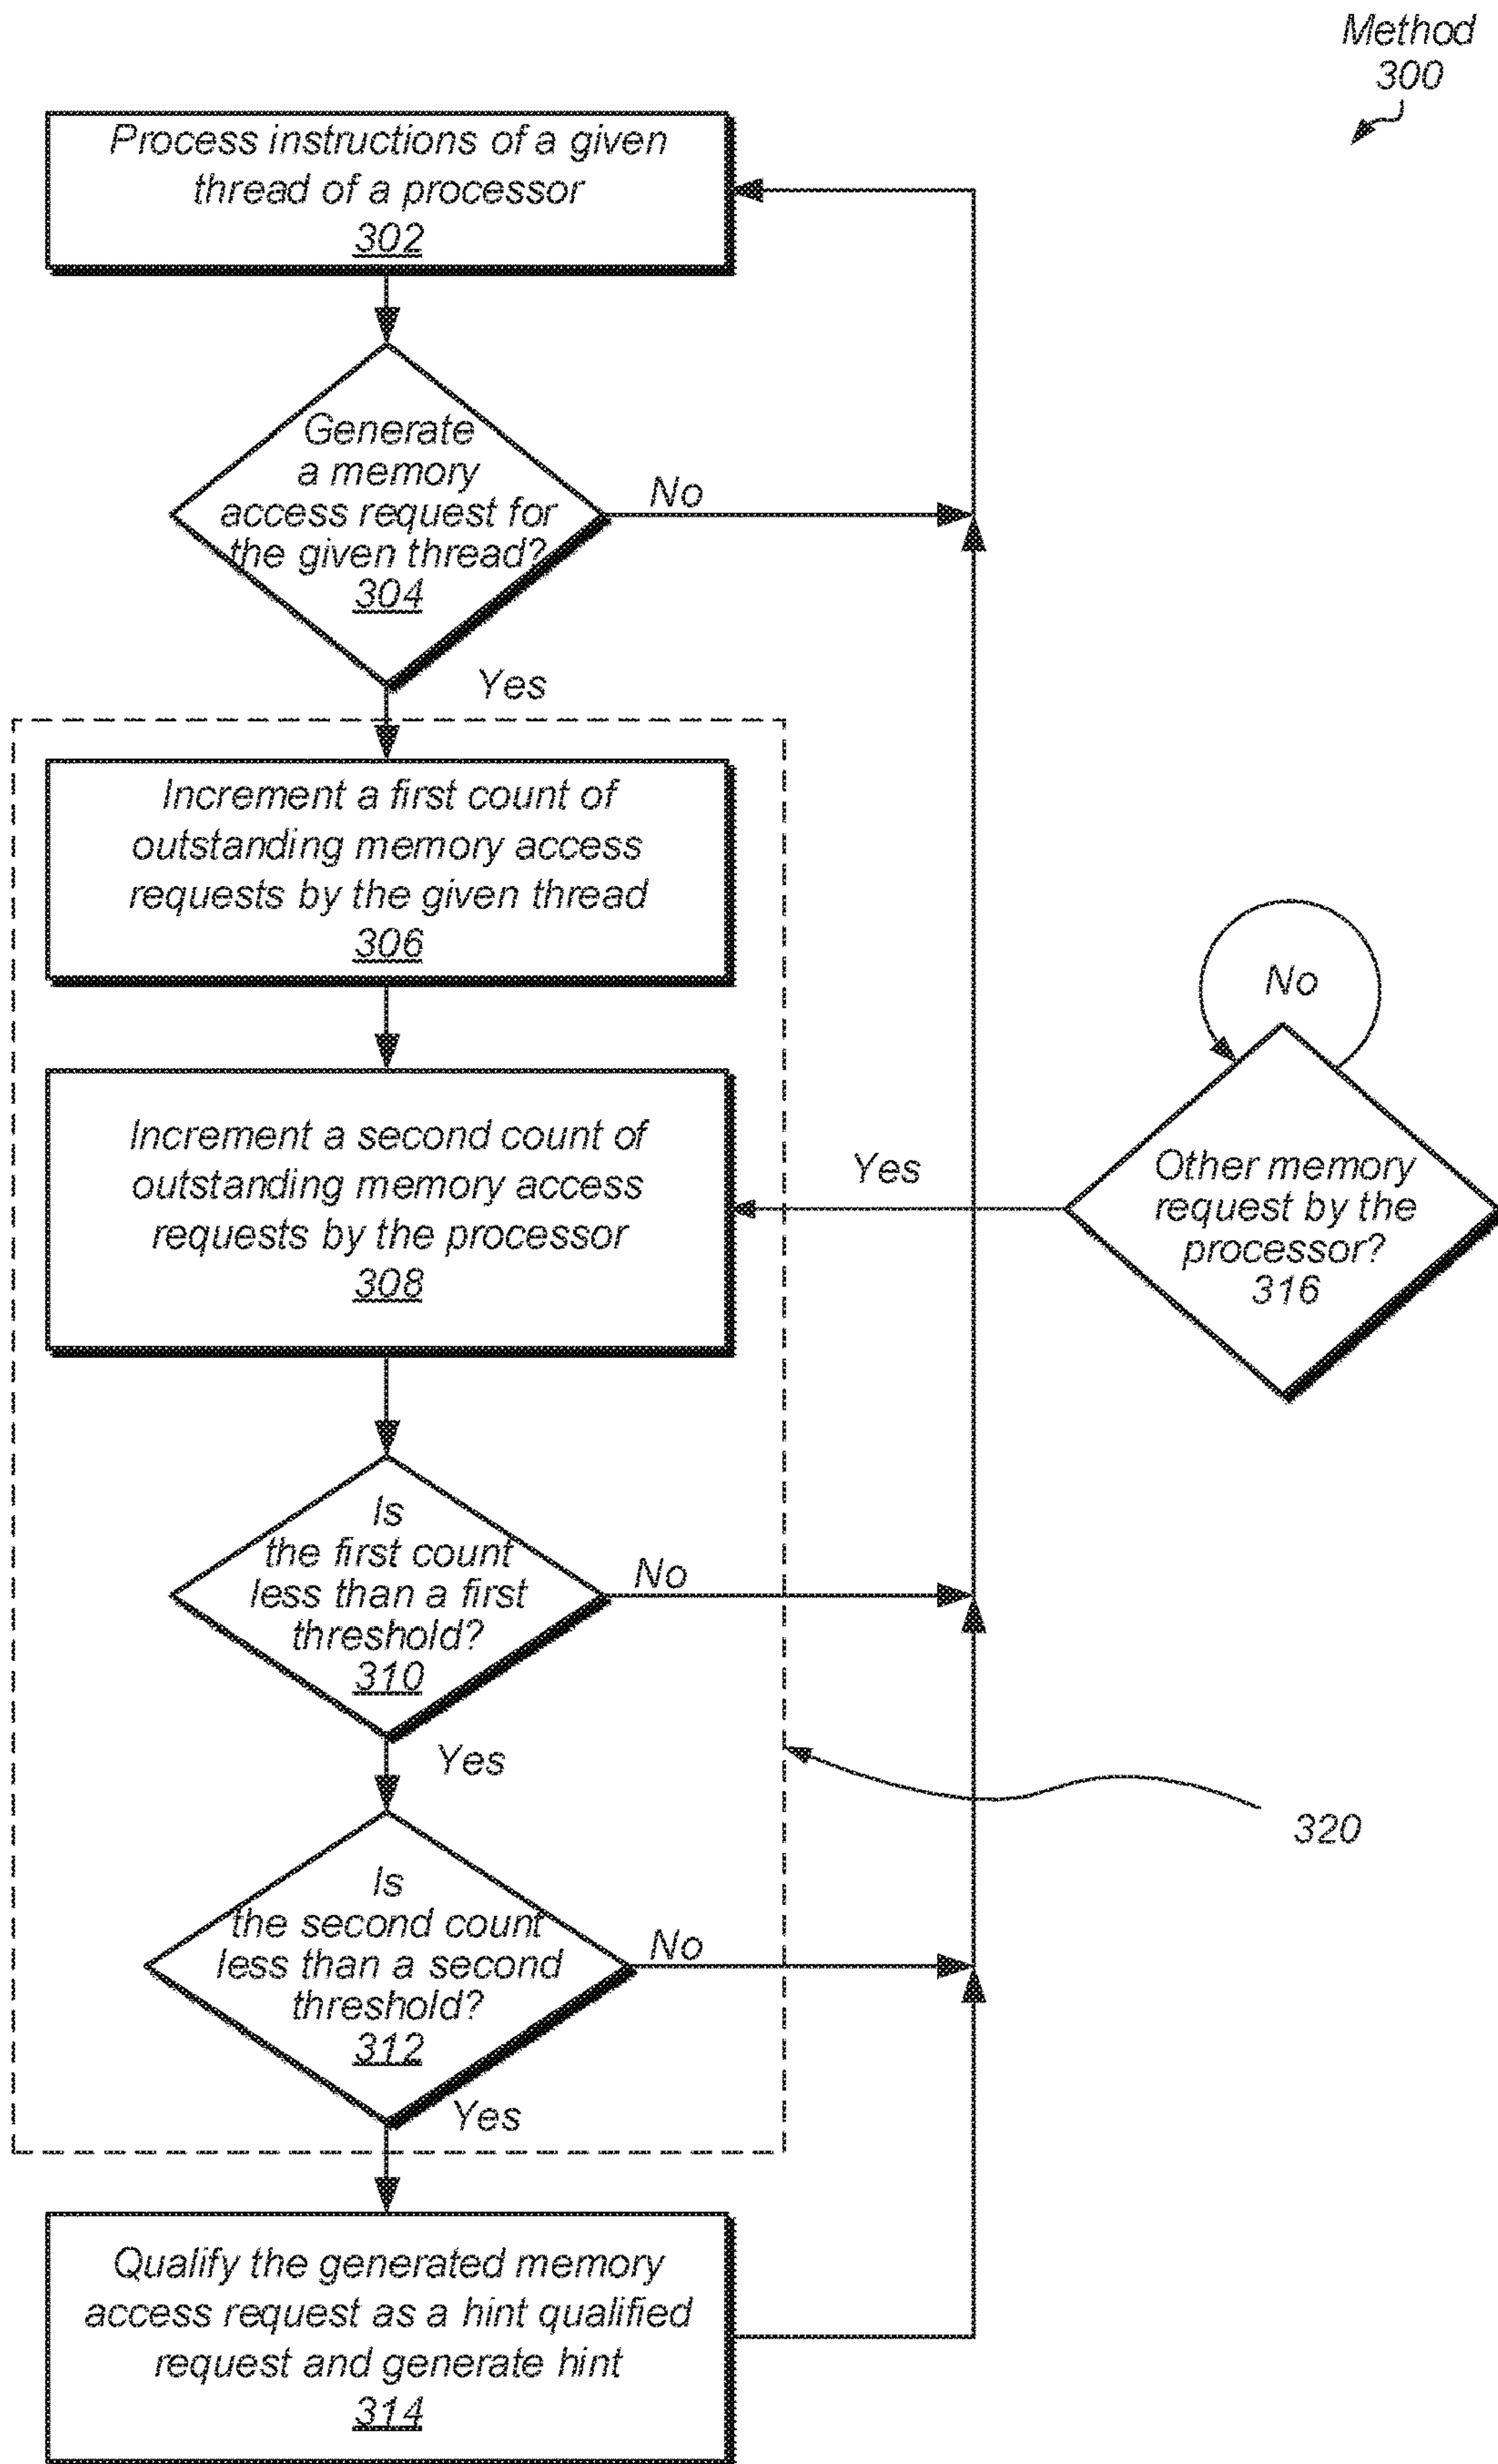 Method
300
Process instructions of a given
thread of a processor
302
Generate
a memory
access request for
the given thread?
304
No
Yes
Increment a first count of
outstanding memory access
requests by the given thread
306
No
Increment a second count of
outstanding memory access
requests by the processor
308
Yes
Other memory
request by the
processor?
316
Is
the first count
less than a first
threshold?
310
No
Yes
320
Is
the second count
less than a second
threshold?
312
No
Yes
Qualify the generated memory
access request as a hint qualified
request and generate hint
314